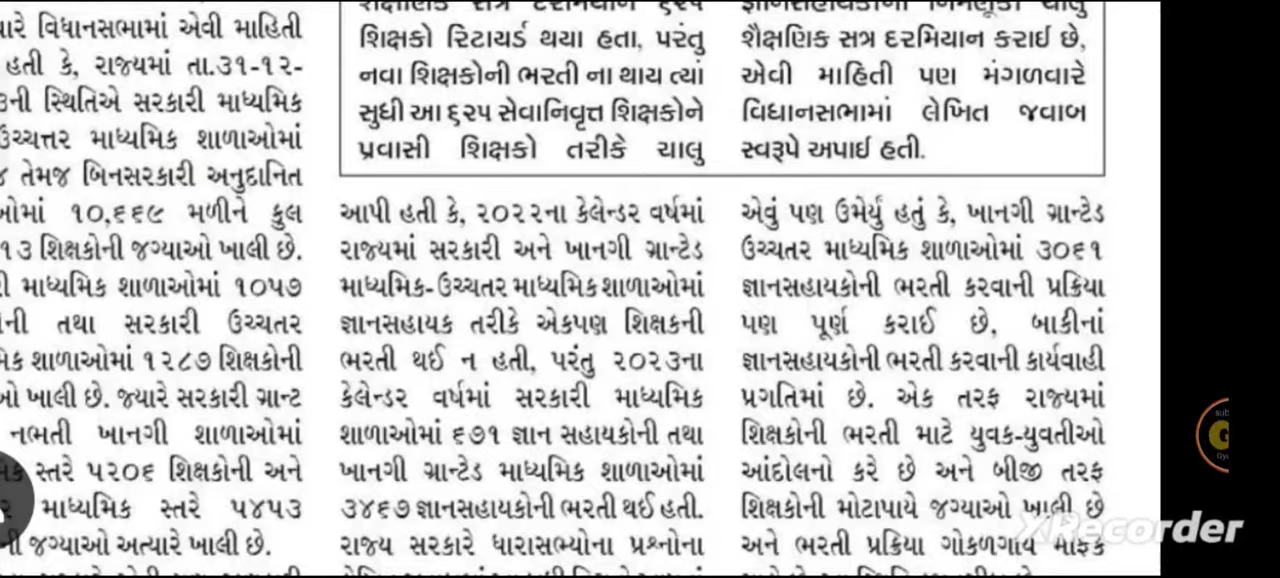 વિધાનસભામાં એવી માહિતી
હતી કે, રાજ્યમાં તા.૩૧-૧૨-
સ્થિતિએ સરકારી માધ્યમિક
માધ્યમિક શાળાઓમાં
તેમજ બિનસરકારી અનુદાનિત
૧૦,૬૬૯ મળીને કુલ
શિક્ષકોની જગ્યાઓ ખાલી છે.
માધ્યમિક શાળાઓમાં ૧૦૫૭
તથા સરકારી ઉચ્ચતર
શાળાઓમાં ૧૨૮૭ શિક્ષકોની
ખાલી છે. જ્યારે સરકારી ગ્રાન્ટ
નભતી ખાનગી શાળાઓમાં
સ્તરે ૫૨૦૬ શિક્ષકોની અને
માધ્યમિક સ્તરે ૫૪૫૩
જગ્યાઓ અત્યારે ખાલી છે.
શૈક્ષણિક સત્ર દરમિયાન ૬૨૫
શિક્ષકો રિટાયર્ડ થયા હતા, પરંતુ
નવા શિક્ષકોની ભરતી ના થાય ત્યાં
સુધી આ ૬૨૫ સેવાનિવૃત્ત શિક્ષકોને
પ્રવાસી શિક્ષકો તરીકે ચાલુ
ચાલુ
શૈક્ષણિક સત્ર દરમિયાન કરાઈ છે,
એવી માહિતી પણ મંગળવારે
વિધાનસભામાં લેખિત જવાબ
સ્વરૂપે અપાઈ હતી.
આપી હતી કે, ૨૦૨૨ના કેલેન્ડર વર્ષમાં
રાજ્યમાં સરકારી અને ખાનગી ગ્રાન્ટેડ
માધ્યમિક-ઉચ્ચતર માધ્યમિક શાળાઓમાં
જ્ઞાનસહાયક તરીકે એકપણ શિક્ષકની
ભરતી થઈ ન હતી, પરંતુ ૨૦૨૩ના
કેલેન્ડર વર્ષમાં સરકારી માધ્યમિક
શાળાઓમાં ૬૭૧ જ્ઞાન સહાયકોની તથા
ખાનગી ગ્રાન્ટેડ માધ્યમિક શાળાઓમાં
૩૪૬૭ જ્ઞાનસહાયકોની ભરતી થઈ હતી.
રાજ્ય સરકારે ધારાસભ્યોના પ્રશ્નોના
એવું પણ ઉમેર્યું હતું કે, ખાનગી ગ્રાન્ટેડ
ઉચ્ચતર માધ્યમિક શાળાઓમાં ૩૦૬૧
જ્ઞાનસહાયકોની ભરતી કરવાની પ્રક્રિયા
પણ પૂર્ણ કરાઈ છે, બાકીનાં
જ્ઞાનસહાયકોની ભરતી કરવાની કાર્યવાહી
પ્રગતિમાં છે. એક તરફ રાજ્યમાં
શિક્ષકોની ભરતી માટે યુવક-યુવતીઓ
આંદોલનો કરે છે અને બીજી તરફ
શિક્ષકોની મોટાપાયે જગ્યાઓ ખાલી છે
અને ભરતી પ્રક્રિયા ગોકળગાય માફક
XRecorder